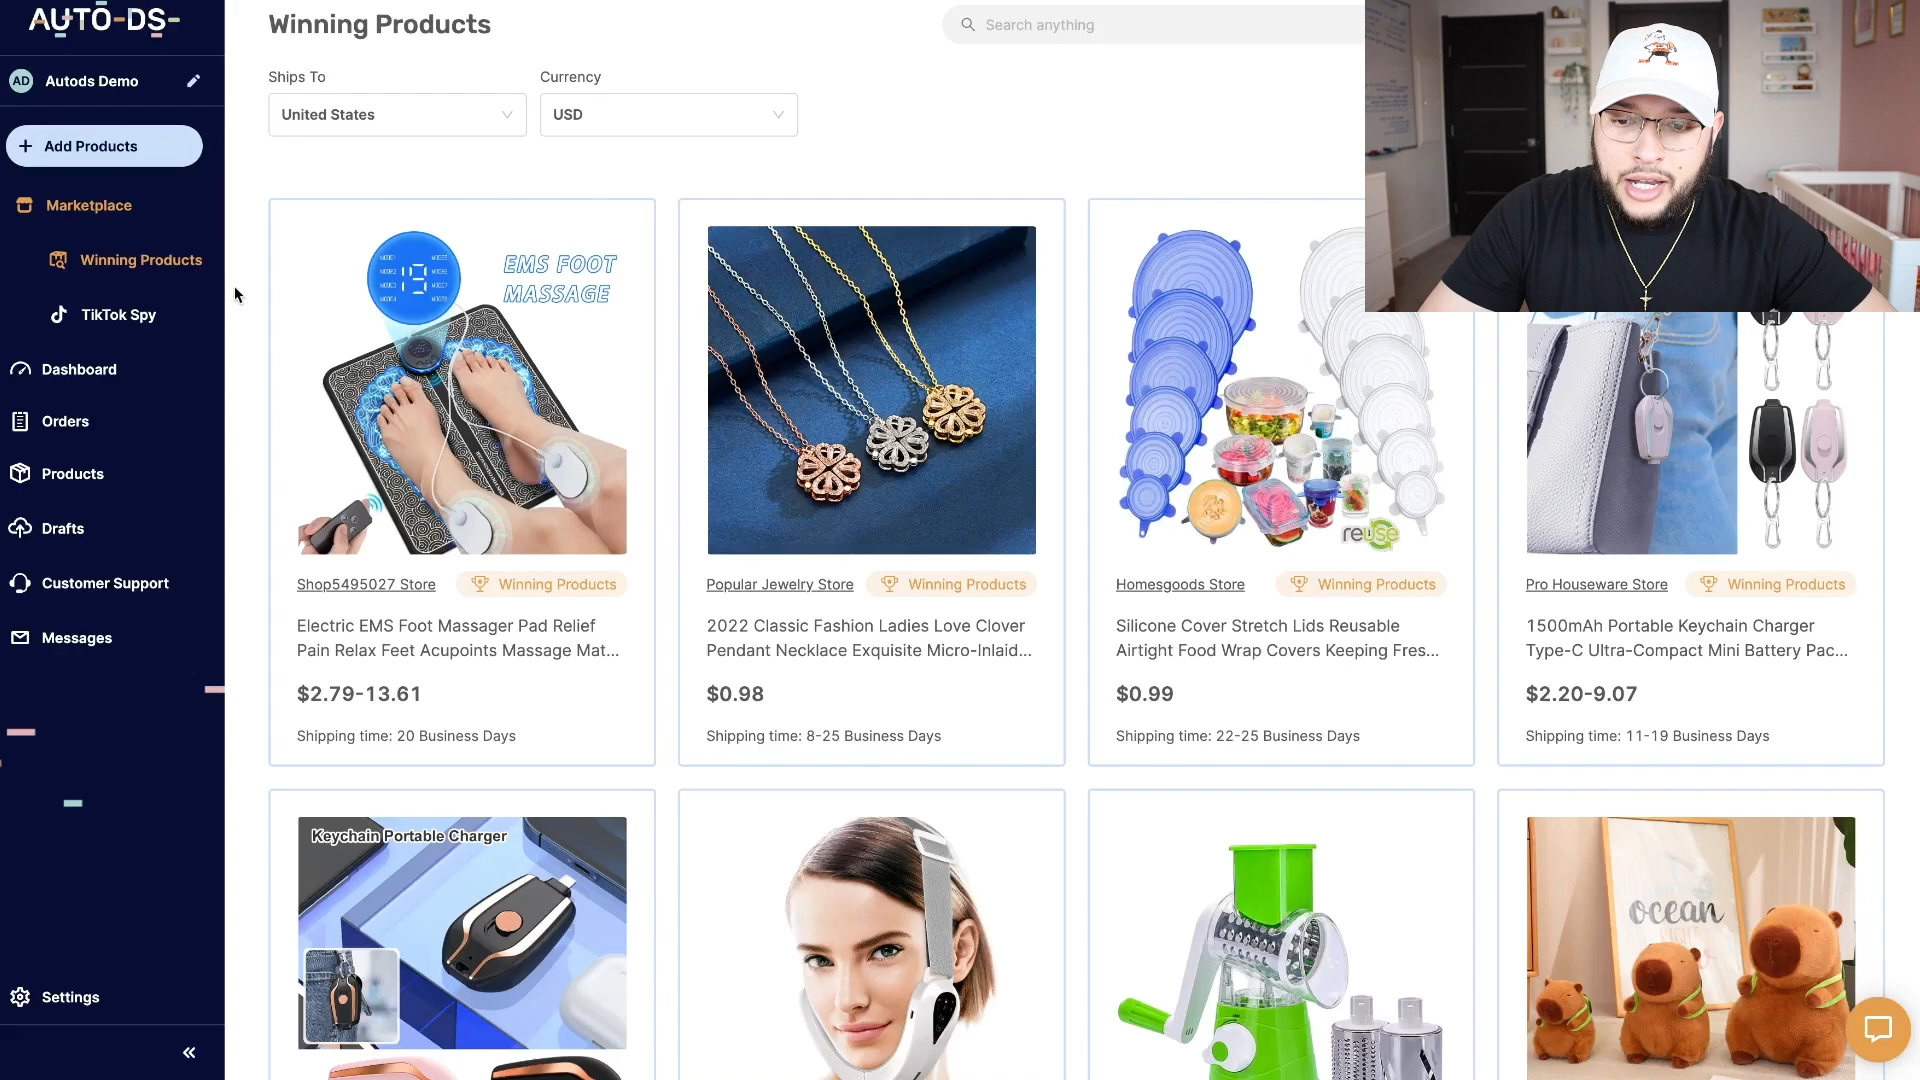 AUTO-DS-
Winning Products
Search anything
AD
Autods Demo
Ships To
Currency
United States
USD
+ Add Products
Marketplace
Winning Products
TikTok Spy
Dashboard
Orders
Products
Drafts
Customer Support
Messages
Settings
EMS FOOT
MASSAGE
reuse
Shop5495027 Store
Winning Products
Electric EMS Foot Massager Pad Relief
Pain Relax Feet Acupoints Massage Mat...
$2.79-13.61
Shipping time: 20 Business Days
Popular Jewelry Store
Winning Products
2022 Classic Fashion Ladies Love Clover
Pendant Necklace Exquisite Micro-Inlaid...
$0.98
Shipping time: 8-25 Business Days
Homesgoods Store
Winning Products
Silicone Cover Stretch Lids Reusable
Airtight Food Wrap Covers Keeping Fres...
$0.99
Shipping time: 22-25 Business Days
Pro Houseware Store
Winning Products
1500mAh Portable Keychain Charger
Type-C Ultra-Compact Mini Battery Pac...
$2.20-9.07
Shipping time: 11-19 Business Days
Keychain Portable Charger
ocean